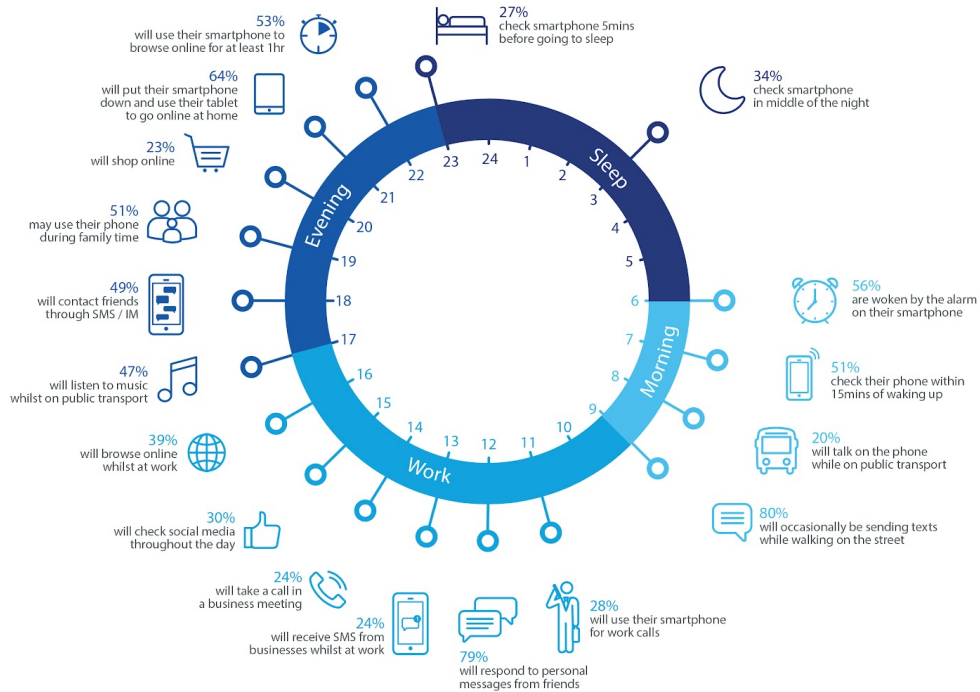 27%
check smartphone 5mins
before going to sleep
34%
check smartphone
in middle of the night
56%
are woken by the alarm
on their smartphone
51%
check their phone within
15mins of waking up
20%
will talk on the phone
while on public transport
80%
will occasionally be sending texts
while walking on the street
28%
will use their smartphone
for work calls
79%
will respond to personal
messages from friends
24%
will receive SMS from
businesses whilst at work
24%
will take a call in
a business meeting
30%
will check social media
throughout the day
39%
will browse online
whilst at work
47%
will listen to music
whilst on public transport
49%
will contact friends
through SMS / IM
51%
may use their phone
during family time
23%
will shop online
64%
will put their smartphone
down and use their tablet
to go online at home
53%
will use their smartphone to
browse online for at least 1hr
Sleep
Morning
Work
Evening
24
1
2
3
4
5
6
7
8
9
10
11
12
13
14
15
16
17
18
19
20
21
22
23